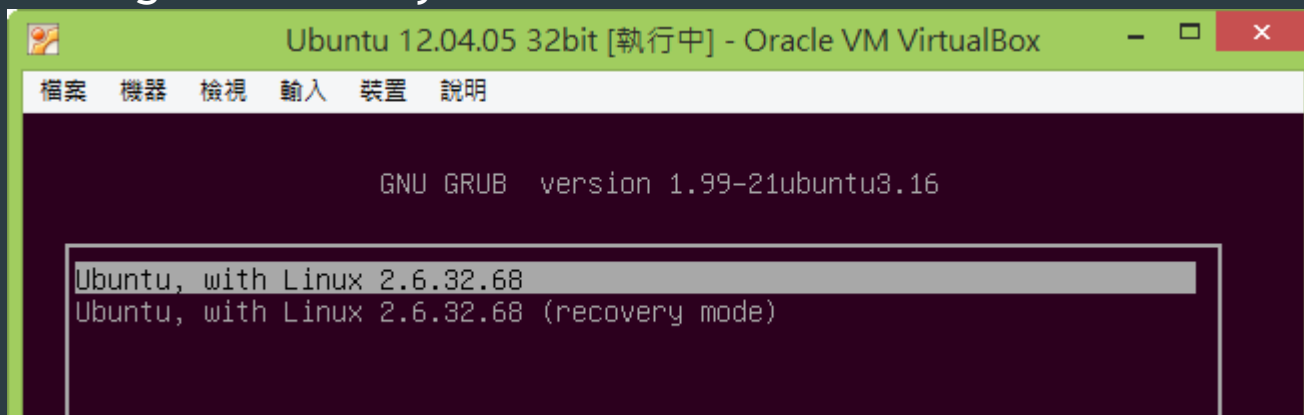 Ubuntu 12.04.05 32bit [執行中] - Oracle VM VirtualBox
檔案 機器 檢視 輸入 裝置 說明
GNU GRUB version 1.99-21ubuntu3.16
Ubuntu, with Linux 2.6.32.68
Ubuntu, with Linux 2.6.32.68 (recovery mode)